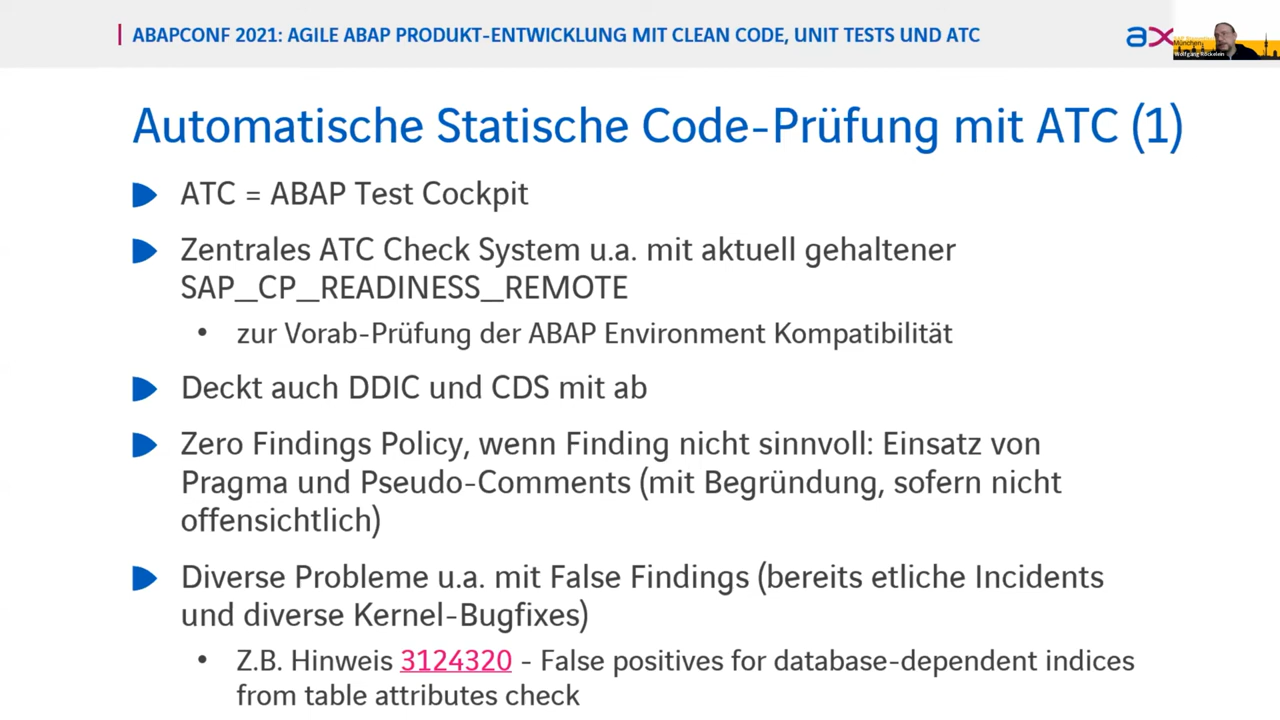 ABAPCONF 2021: AGILE ABAP PRODUKT-ENTWICKLUNG MIT CLEAN CODE, UNIT TESTS UND ATC
ax
München
Wolfgang Röckelein
Automatische Statische Code-Prüfung mit ATC (1)
ATC = ABAP Test Cockpit
Zentrales ATC Check System u.a. mit aktuell gehaltener
SAP_CP_READINESS_REMOTE
• zur Vorab-Prüfung der ABAP Environment Kompatibilität
Deckt auch DDIC und CDS mit ab
Zero Findings Policy, wenn Finding nicht sinnvoll: Einsatz von
Pragma und Pseudo-Comments (mit Begründung, sofern nicht
offensichtlich)
Diverse Probleme u.a. mit False Findings (bereits etliche Incidents
und diverse Kernel-Bugfixes)
• Z.B. Hinweis 3124320 - False positives for database-dependent indices
from table attributes check